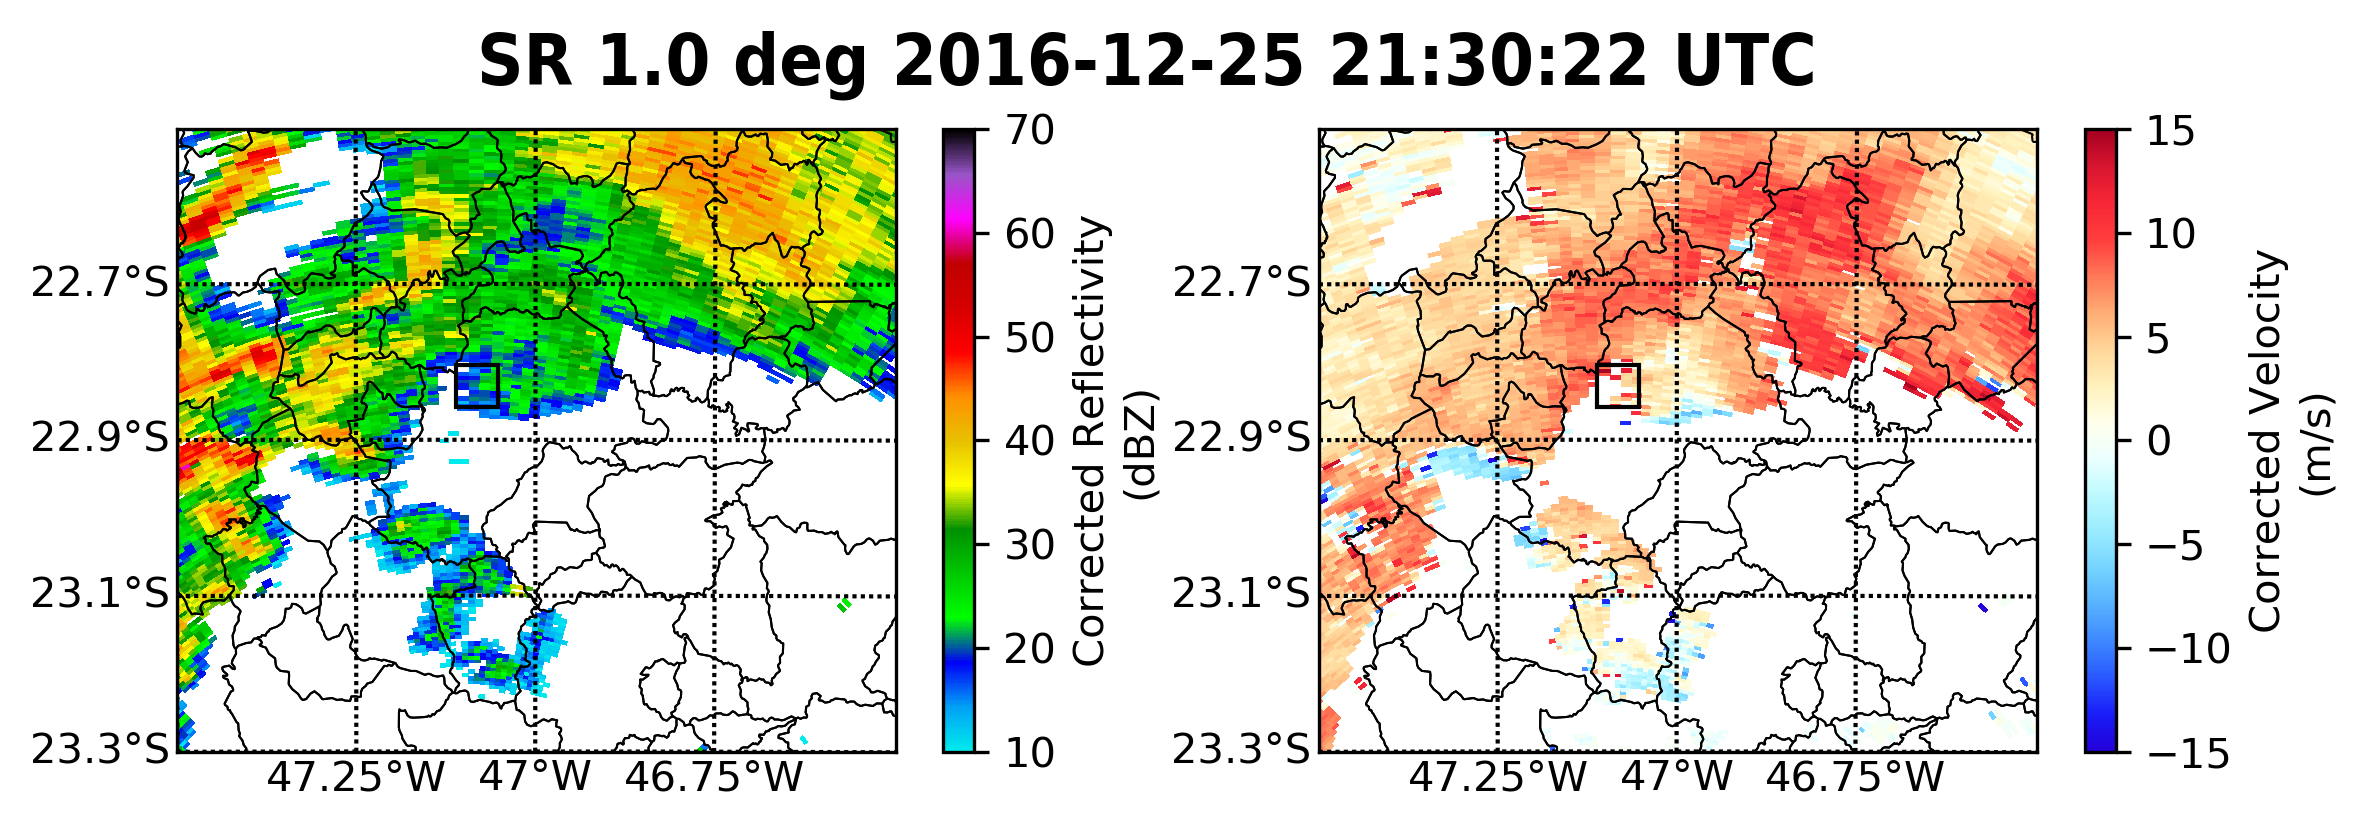 SR 1.0 deg 2016-12-25 21:30:22 UTC
22.7°S
22.9°S
23.1°S
23.3°S
47.25°W 47°W 46.75°W
70
60
50
40
30
20
10
Corrected Reflectivity
(dBZ)
22.7°S
22.9°S
23.1°S
23.3°S
47.25°W 47°W 46.75°W
15
10
5
0
−5
−10
−15
Corrected Velocity
(m/s)